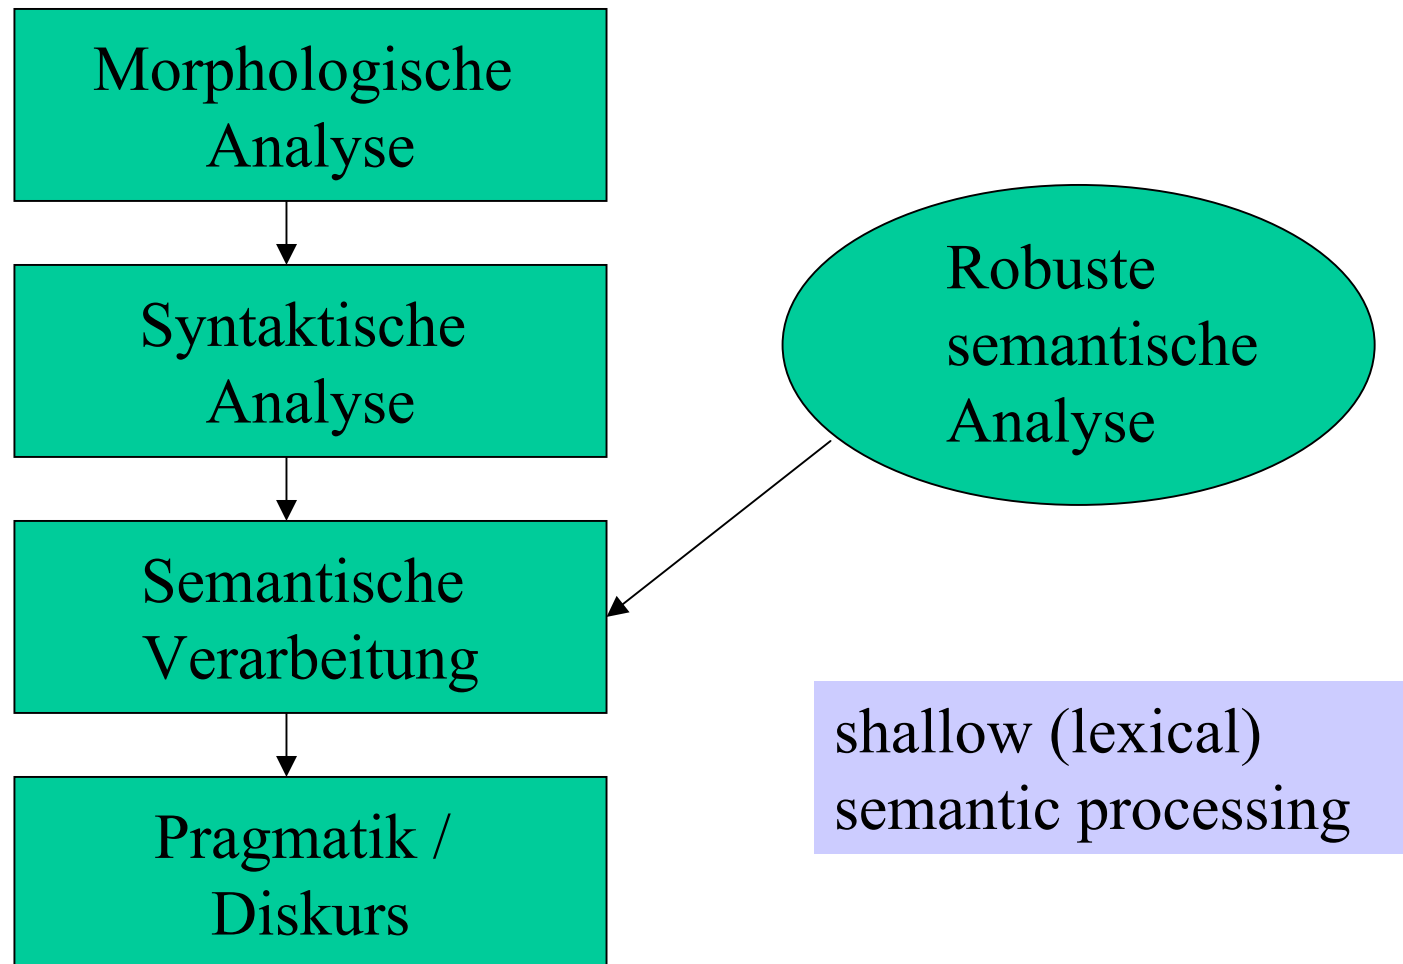 Morphologische
Analyse
Syntaktische
Analyse
Semantische
Verarbeitung
Pragmatik /
Diskurs
Robuste
semantische
Analyse
shallow (lexical)
semantic processing